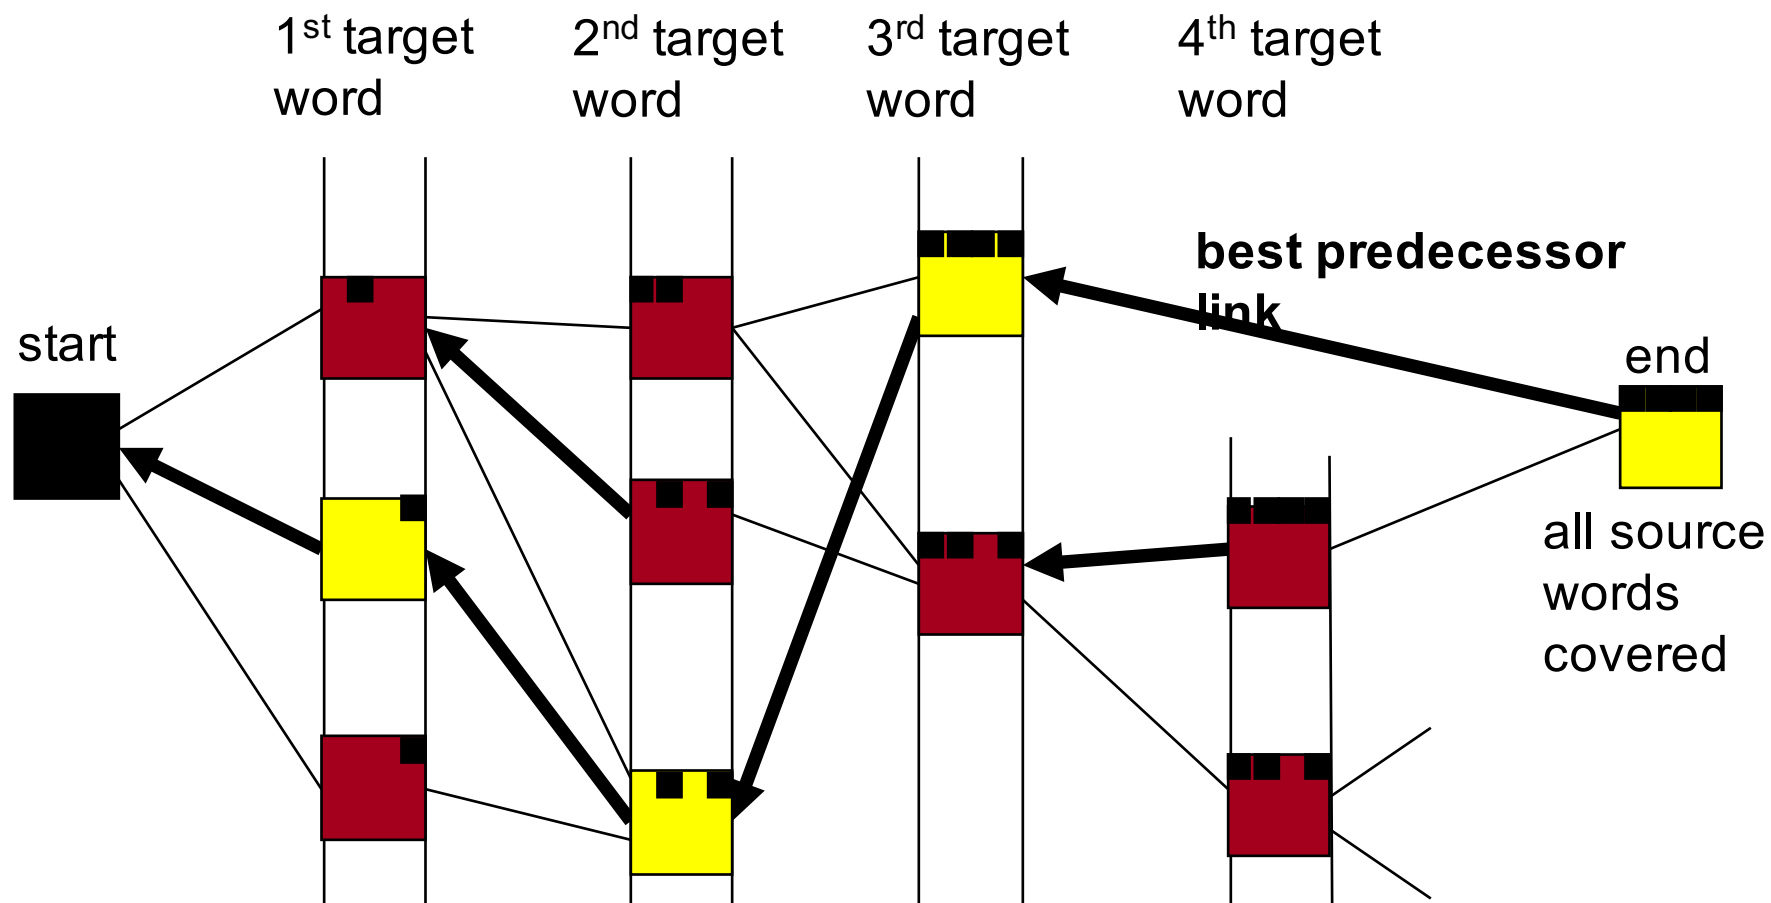 1st target
word
2nd target
word
3rd target
word
4th target
word
best predecessor
link
start
end
all source
words
covered